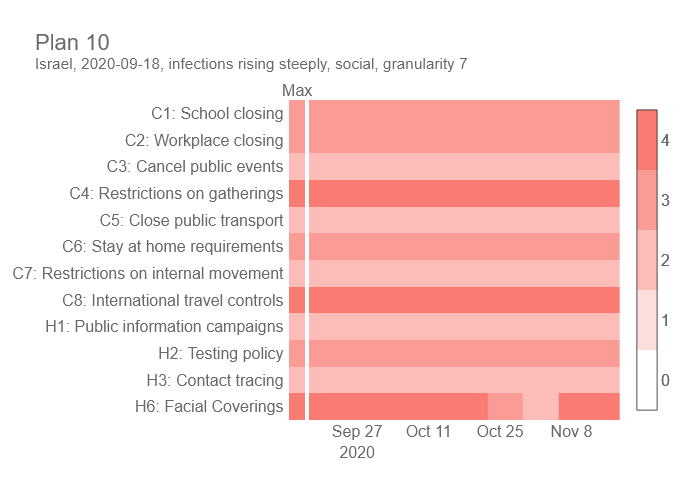 Plan 10
Israel, 2020-09-18, infections rising steeply, social, granularity 7
Max
C1: School closing
C2: Workplace closing
C3: Cancel public events
C4: Restrictions on gatherings
C5: Close public transport
C6: Stay at home requirements
C7: Restrictions on internal movement
C8: International travel controls
H1: Public information campaigns
H2: Testing policy
H3: Contact tracing
H6: Facial Coverings
Sep 27 Oct 11 Oct 25 Nov 8
2020
4
3
2
1
0